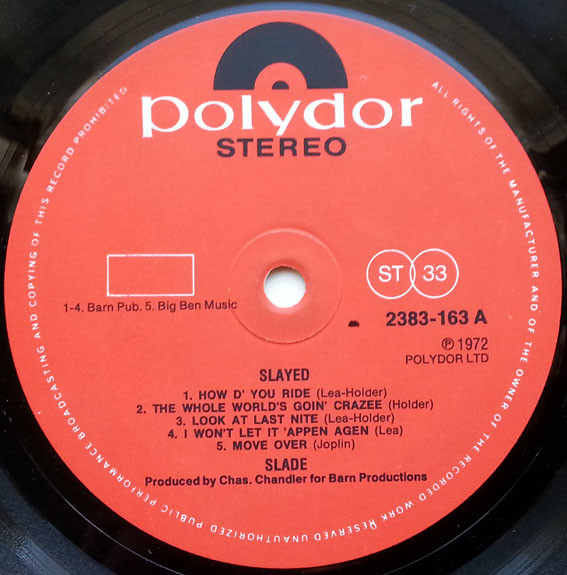 polydor
STEREO
ALL RIGHTS OF THE MANUFACTURER AND OF THE OWNER OF THE RECORDED WORK RESERVED UNAUTHORIZED PUBLIC PERFORMANCE BROADCASTING AND COPYING OF THIS RECORD PROHIBITED
ST 33
1-4. Barn Pub. 5. Big Ben Music
2383-163 A
℗ 1972
POLYDOR LTD
SLAYED
1. HOW D' YOU RIDE (Lea-Holder)
2. THE WHOLE WORLD'S GOIN' CRAZEE (Holder)
3. LOOK AT LAST NITE (Lea-Holder)
4. I WON'T LET IT 'APPEN AGEN (Lea)
5. MOVE OVER (Joplin)
SLADE
Produced by Chas. Chandler for Barn Productions